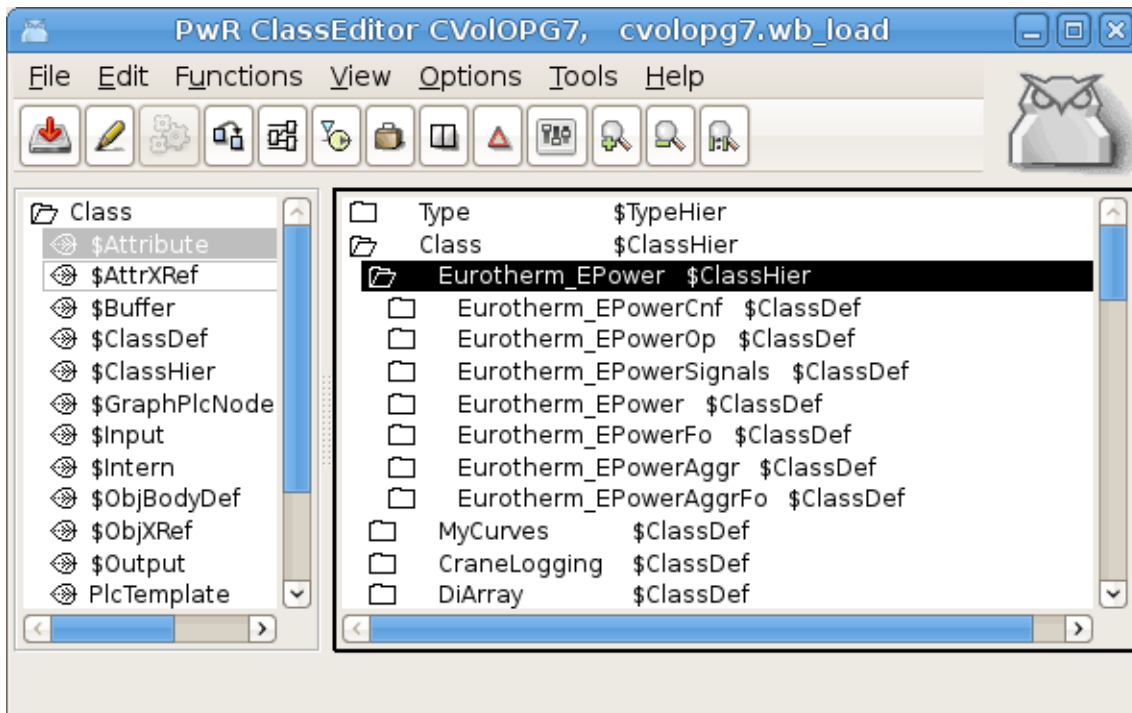 PwR ClassEditor CVolOPG7, cvolopg7.wb_load
File Edit Functions View Options Tools Help
Class
$Attribute
$AttrXRef
$Buffer
$ClassDef
$ClassHier
$GraphPlcNode
$Input
$Intern
$ObjBodyDef
$ObjXRef
$Output
PlcTemplate
Type $TypeHier
Class $ClassHier
Eurotherm_EPower $ClassHier
Eurotherm_EPowerCnf $ClassDef
Eurotherm_EPowerOp $ClassDef
Eurotherm_EPowerSignals $ClassDef
Eurotherm_EPower $ClassDef
Eurotherm_EPowerFo $ClassDef
Eurotherm_EPowerAggr $ClassDef
Eurotherm_EPowerAggrFo $ClassDef
MyCurves $ClassDef
CraneLogging $ClassDef
DiArray $ClassDef